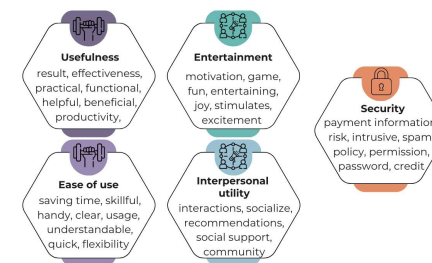 Usefulness
result, effectiveness,
practical, functional,
helpful, beneficial,
productivity,
Entertainment
motivation, game,
fun, entertaining,
joy, stimulates,
excitement
Security
payment information
risk, intrusive, spam
policy, permission,
password, credit
Ease of use
saving time, skillful,
handy, clear, usage,
understandable,
quick, flexibility
Interpersonal
utility
interactions, socialize,
recommendations,
social support,
community